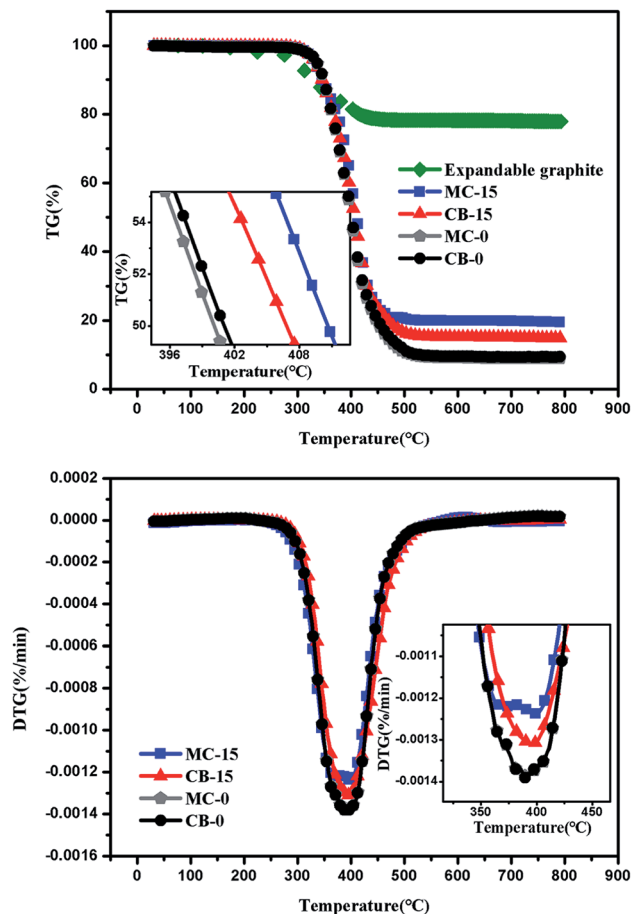 100
80
60
40
20
0
TG(%)
Expandable graphite
MC-15
CB-15
MC-0
CB-0
54
52
50
TG(%)
396 402 408
Temperature(°C)
0 100 200 300 400 500 600 700 800 900
Temperature(°C)
0.0002
0.0000
-0.0002
-0.0004
-0.0006
-0.0008
-0.0010
-0.0012
-0.0014
-0.0016
DTG(%/min)
MC-15
CB-15
MC-0
CB-0
-0.0011
-0.0012
-0.0013
-0.0014
DTG(%/min)
350 400 450
Temperature(°C)
0 100 200 300 400 500 600 700 800 900
Temperature(°C)